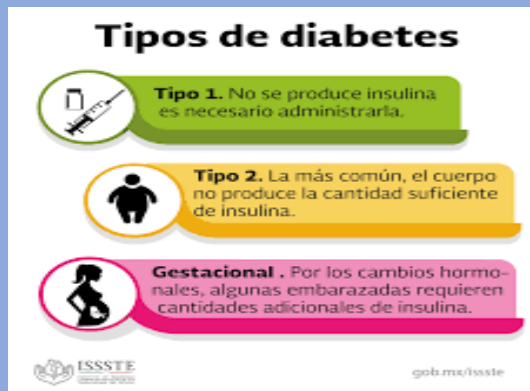 Tipos de diabetes
Tipo 1. No se produce insulina
es necesario administrarla.
Tipo 2. La más común, el cuerpo
no produce la cantidad suficiente
de insulina.
Gestacional . Por los cambios hormo-
nales, algunas embarazadas requieren
cantidades adicionales de insulina.
ISSSTE
gob.mx/issste